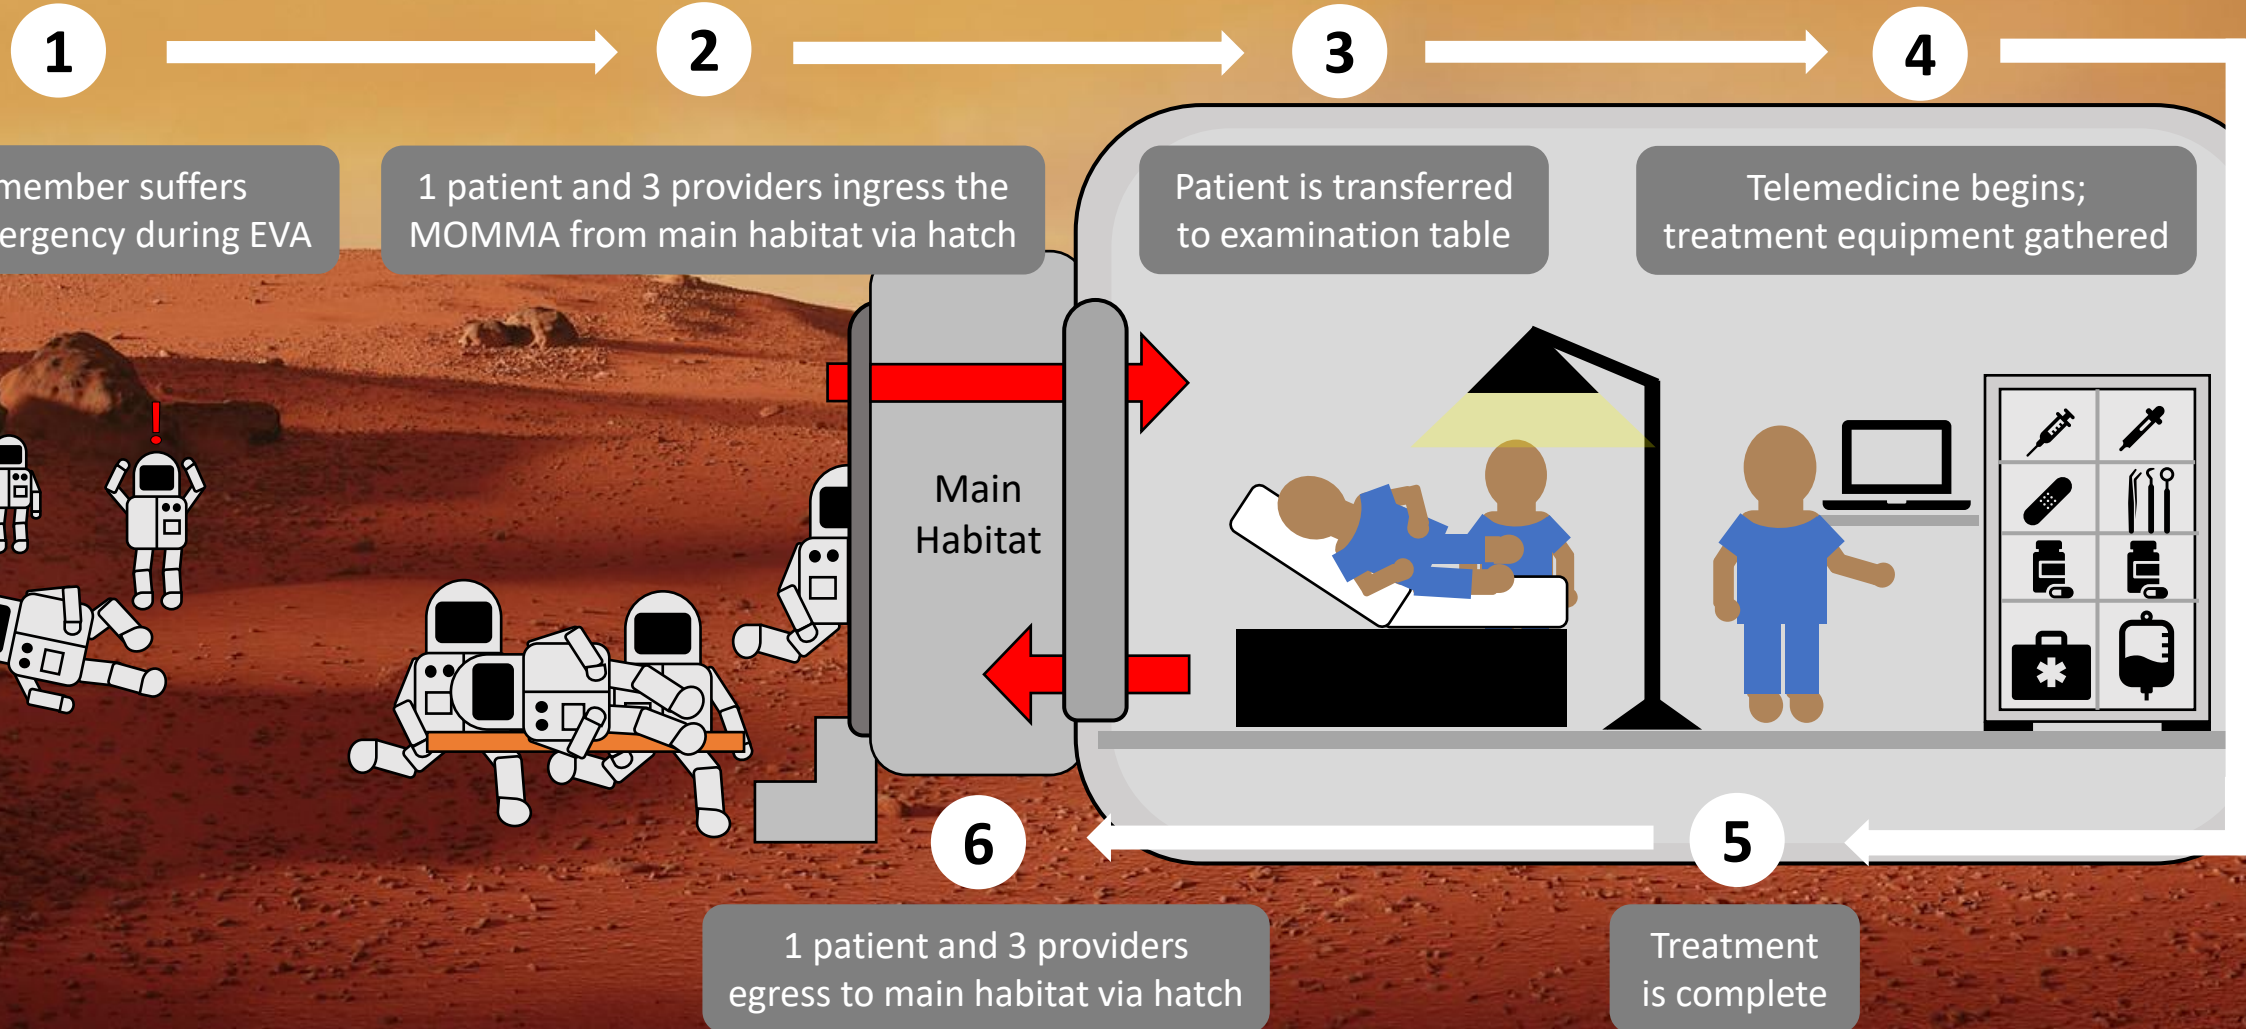 1
2
3
4
member suffers
ergency during EVA
1 patient and 3 providers ingress the
MOMMA from main habitat via hatch
Patient is transferred
to examination table
Telemedicine begins;
treatment equipment gathered
!
Main
Habitat
6
5
1 patient and 3 providers
egress to main habitat via hatch
Treatment
is complete